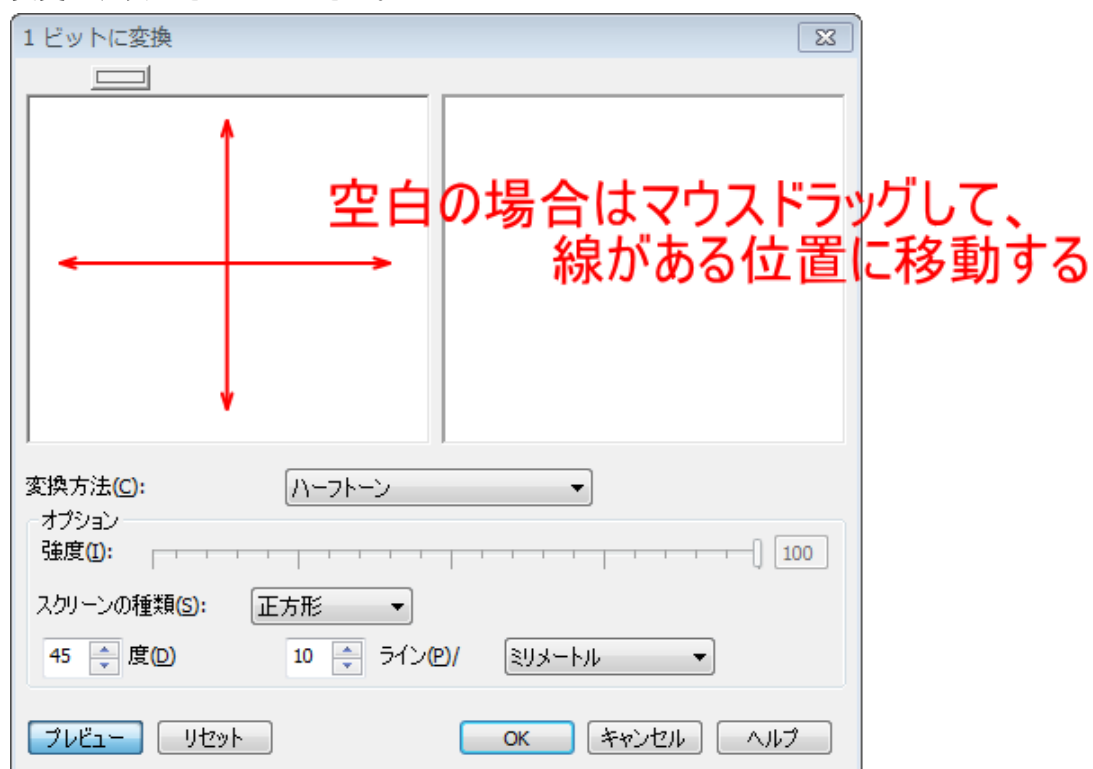 1 ビットに変換
空白の場合はマウスドラッグして、
線がある位置に移動する
変換方法(C):
ハーフトーン
オプション
強度(I):
100
スクリーンの種類(S):
正方形
45 度(D)
10 ライン(P)/
ミリメートル
プレビュー
リセット
OK
キャンセル
ヘルプ